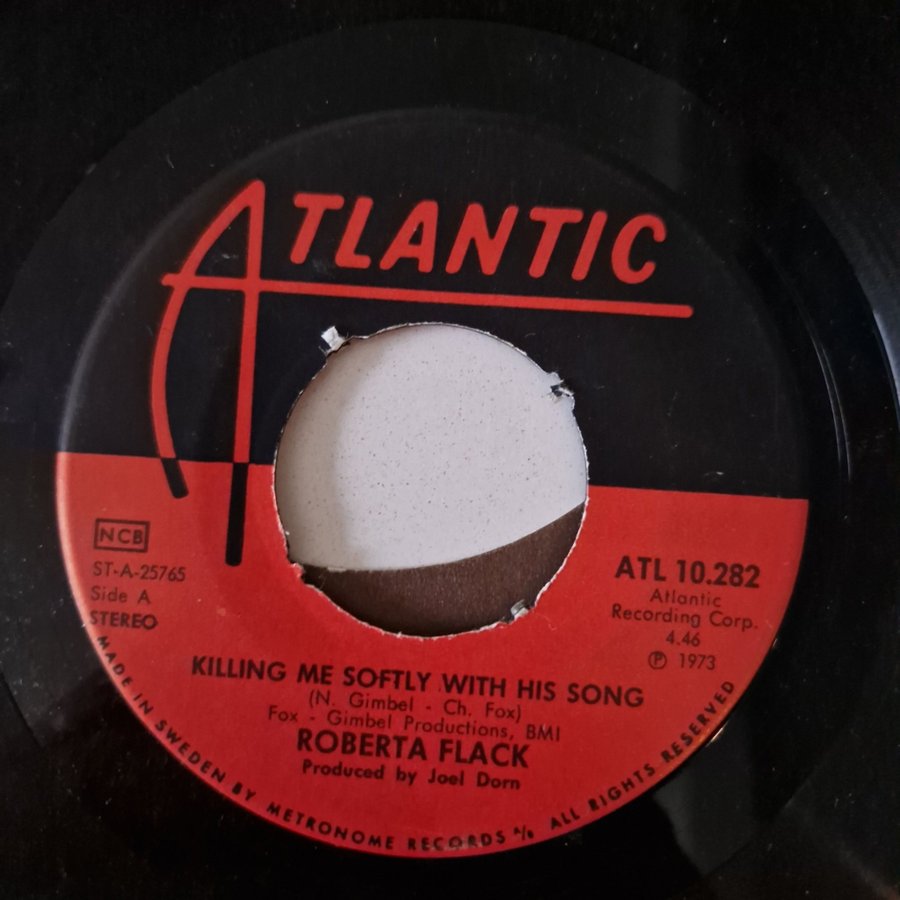 ATLANTIC
NCB
ST-A-25765
Side A
STEREO
ATL 10.282
Atlantic
Recording Corp.
4.46
℗ 1973
KILLING ME SOFTLY WITH HIS SONG
(N. Gimbel - Ch. Fox)
Fox - Gimbel Productions, BMI
ROBERTA FLACK
Produced by Joel Dorn
MADE IN SWEDEN BY METRONOME RECORDS A/B ALL RIGHTS RESERVED